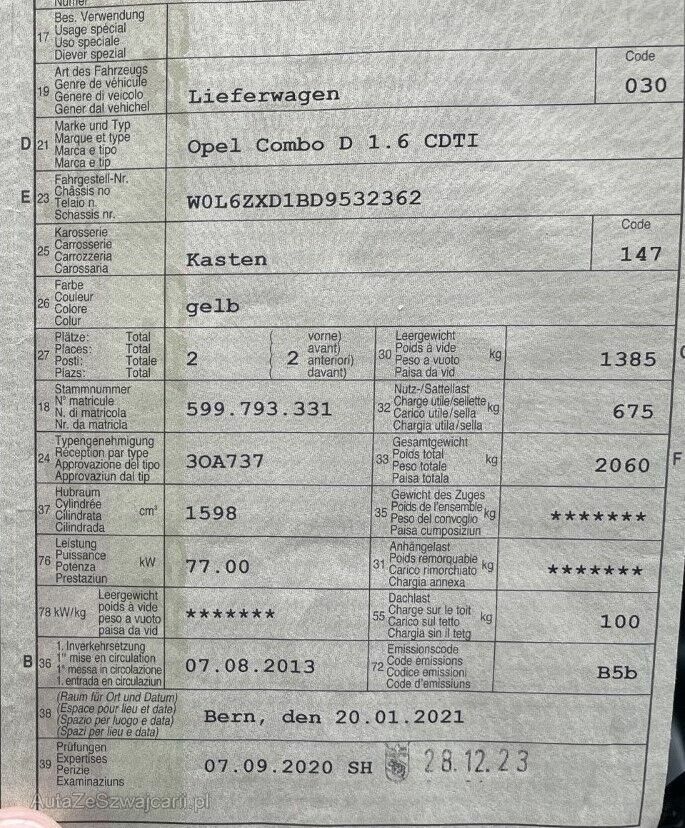 17 Bes. Verwendung
Usage spécial
Uso speciale
Diever spezial
19 Art des Fahrzeugs
Genre de véhicule
Genere di veicolo
Gener dal vehichel
Lieferwagen
Code
030
D 21 Marke und Typ
Marque et type
Marca e tipo
Marca e tip
Opel Combo D 1.6 CDTI
E 23 Fahrgestell-Nr.
Châssis no
Telaio n.
Schassis nr.
W0L6ZXD1BD9532362
25 Karosserie
Carrosserie
Carrozzeria
Carossaria
Kasten
Code
147
26 Farbe
Couleur
Colore
Colur
gelb
27 Plätze: Total
Places: Total
Posti: Totale
Plazs: Total
2
( vorne)
( avant)
( anteriori)
( davant)
2
30 Leergewicht
Poids à vide
Peso a vuoto
Paisa da vid
kg
1385
18 Stammnummer
N° matricule
N. di matricola
Nr. da matricla
599.793.331
32 Nutz-/Sattellast
Charge utile/sellette
Carico utile/sella
Chargia utila/sella
kg
675
24 Typengenehmigung
Réception par type
Approvazione del tipo
Approvaziun dal tip
3OA737
33 Gesamtgewicht
Poids total
Peso totale
Paisa totala
kg
2060
F
37 Hubraum
Cylindrée
Cilindrata
Cilindrada
cm³
1598
35 Gewicht des Zuges
Poids de l'ensemble
Peso del convoglio
Paisa cumposiziun
kg
*******
76 Leistung
Puissance
Potenza
Prestaziun
kW
77.00
31 Anhängelast
Poids remorquable
Carico rimorchiato
Chargia annexa
kg
*******
78 kW/kg
Leergewicht
poids à vide
peso a vuoto
paisa da vid
*******
55 Dachlast
Charge sur le toit
Carico sul tetto
Chargia sin il tetg
kg
100
B 36 1. Inverkehrsetzung
1re mise en circulation
1a messa in circolazione
1. entrada en circulaziun
07.08.2013
72 Emissionscode
Code émissions
Codice emissioni
Code d'emissiuns
B5b
38 (Raum für Ort und Datum)
(Espace pour lieu et date)
(Spazio per luogo e data)
(Spazi per lieu e data)
Bern, den 20.01.2021
39 Prüfungen
Expertises
Perizie
Examinaziuns
07.09.2020 SH
28.12.23
AutaZeSzwajcarii.pl